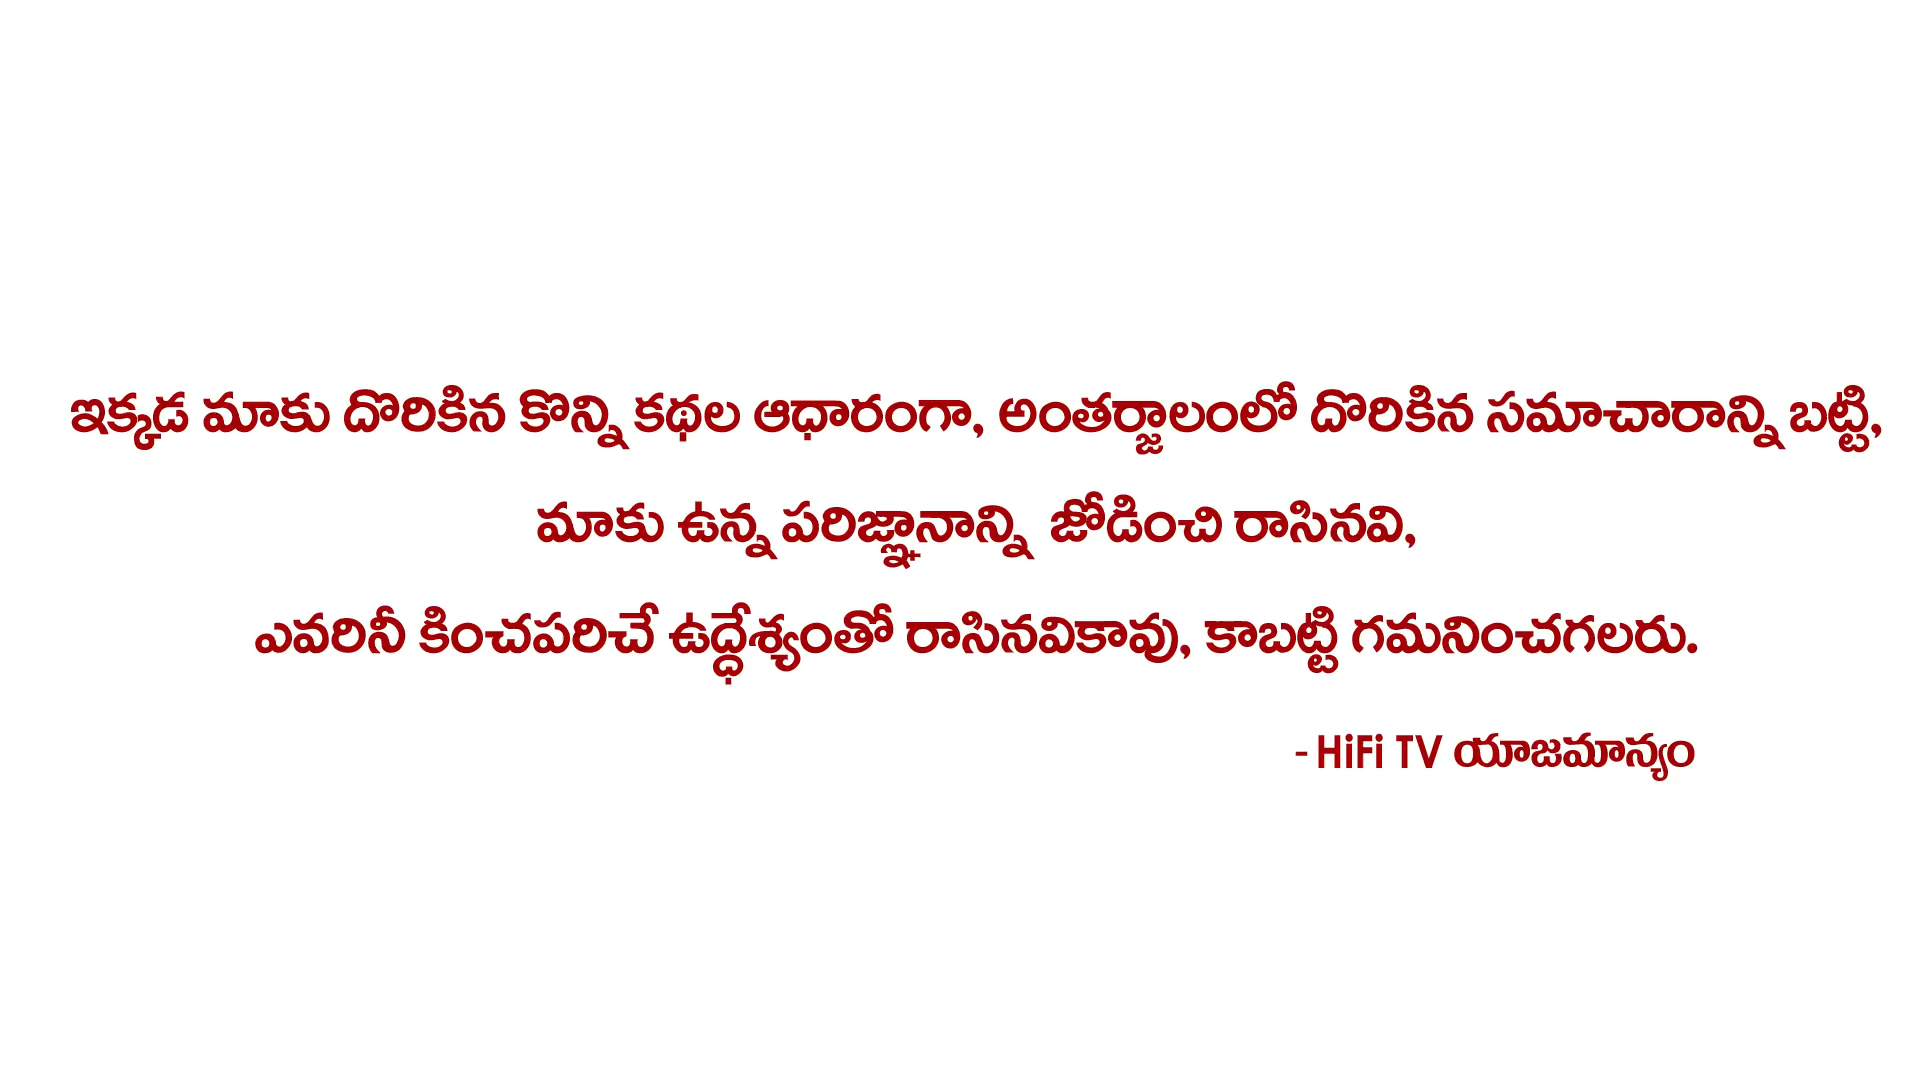 ఇక్కడ మాకు దొరికిన కొన్ని కథల ఆధారంగా, అంతర్జాలంలో దొరికిన సమాచారాన్ని బట్టి,
మాకు ఉన్న పరిజ్ఞానాన్ని జోడించి రాసినవి,
ఎవరినీ కించపరిచే ఉద్ధేశ్యంతో రాసినవికావు, కాబట్టి గమనించగలరు.
- HiFi TV యాజమాన్యం